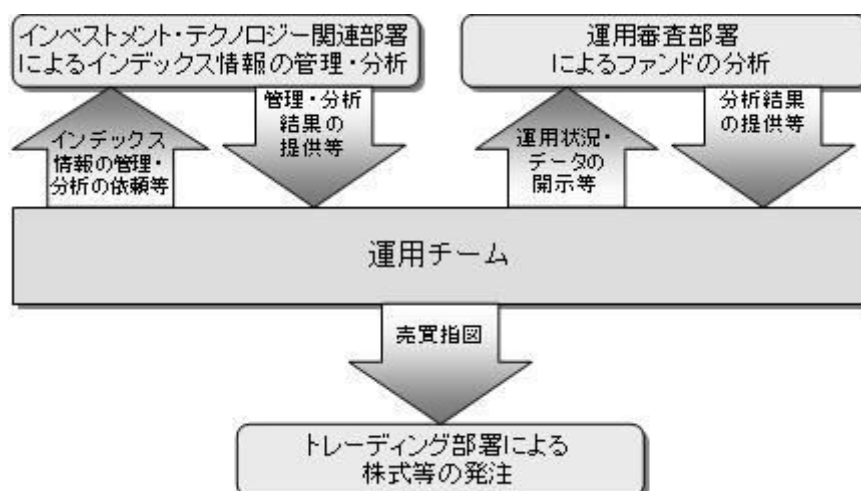 インベストメント・テクノロジー関連部署
によるインデックス情報の管理・分析
運用審査部署
によるファンドの分析
インデックス
情報の管理・
分析の依頼等
管理・分析
結果の
提供等
運用状況・
データの
開示等
分析結果
の提供等
運用チーム
売買指図
トレーディング部署による
株式等の発注